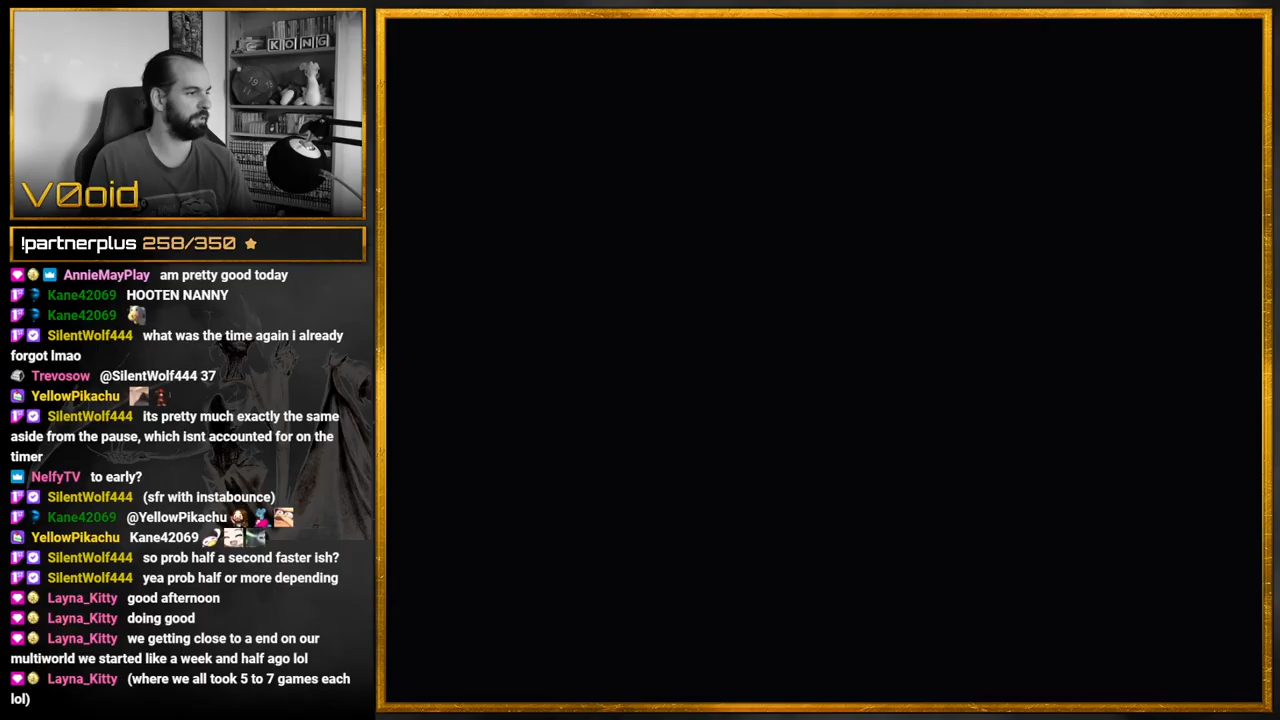 KONG
19
V0oid
!partnerplus 258/350
AnnieMayPlay am pretty good today
Kane42069 HOOTEN NANNY
Kane42069
SilentWolf444 what was the time again i already
forgot lmao
Trevosow @SilentWolf444 37
YellowPikachu
SilentWolf444 its pretty much exactly the same
aside from the pause, which isnt accounted for on the
timer
NelfyTV to early?
SilentWolf444 (sfr with instabounce)
Kane42069 @YellowPikachu
YellowPikachu Kane42069
SilentWolf444 so prob half a second faster ish?
SilentWolf444 yea prob half or more depending
Layna_Kitty good afternoon
Layna_Kitty doing good
Layna_Kitty we getting close to a end on our
multiworld we started like a week and half ago lol
Layna_Kitty (where we all took 5 to 7 games each
lol)